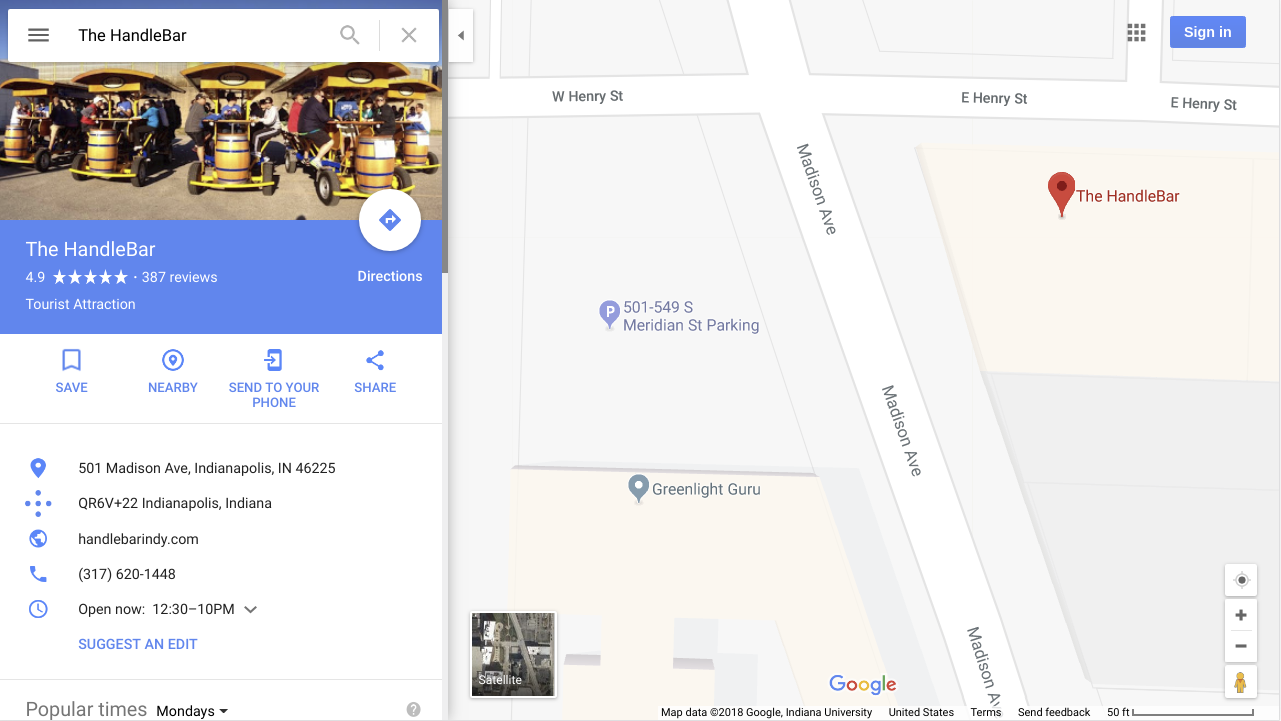 The HandleBar
The HandleBar
4.9 ★★★★★ · 387 reviews
Directions
Tourist Attraction
SAVE
NEARBY
SEND TO YOUR
PHONE
SHARE
501 Madison Ave, Indianapolis, IN 46225
QR6V+22 Indianapolis, Indiana
handlebarindy.com
(317) 620-1448
Open now: 12:30–10PM
SUGGEST AN EDIT
Popular times Mondays
Sign in
W Henry St
E Henry St
E Henry St
Madison Ave
The HandleBar
P
501-549 S
Meridian St Parking
Madison Ave
Greenlight Guru
Madison Av
Satellite
Google
Map data ©2018 Google, Indiana University United States Terms Send feedback 50 ft